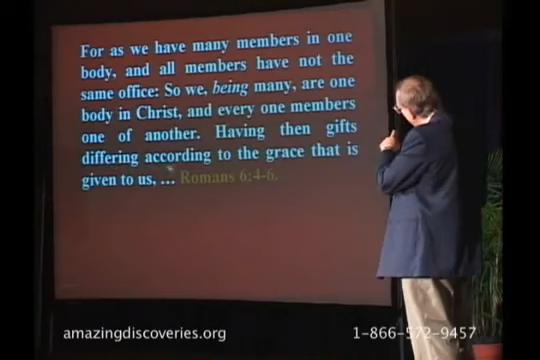 For as we have many members in one
body, and all members have not the
same office: So we, being many, are one
body in Christ, and every one members
one of another. Having then gifts
differing according to the grace that is
given to us, ... Romans 6:4-6.
amazingdiscoveries.org
1-866-572-9457